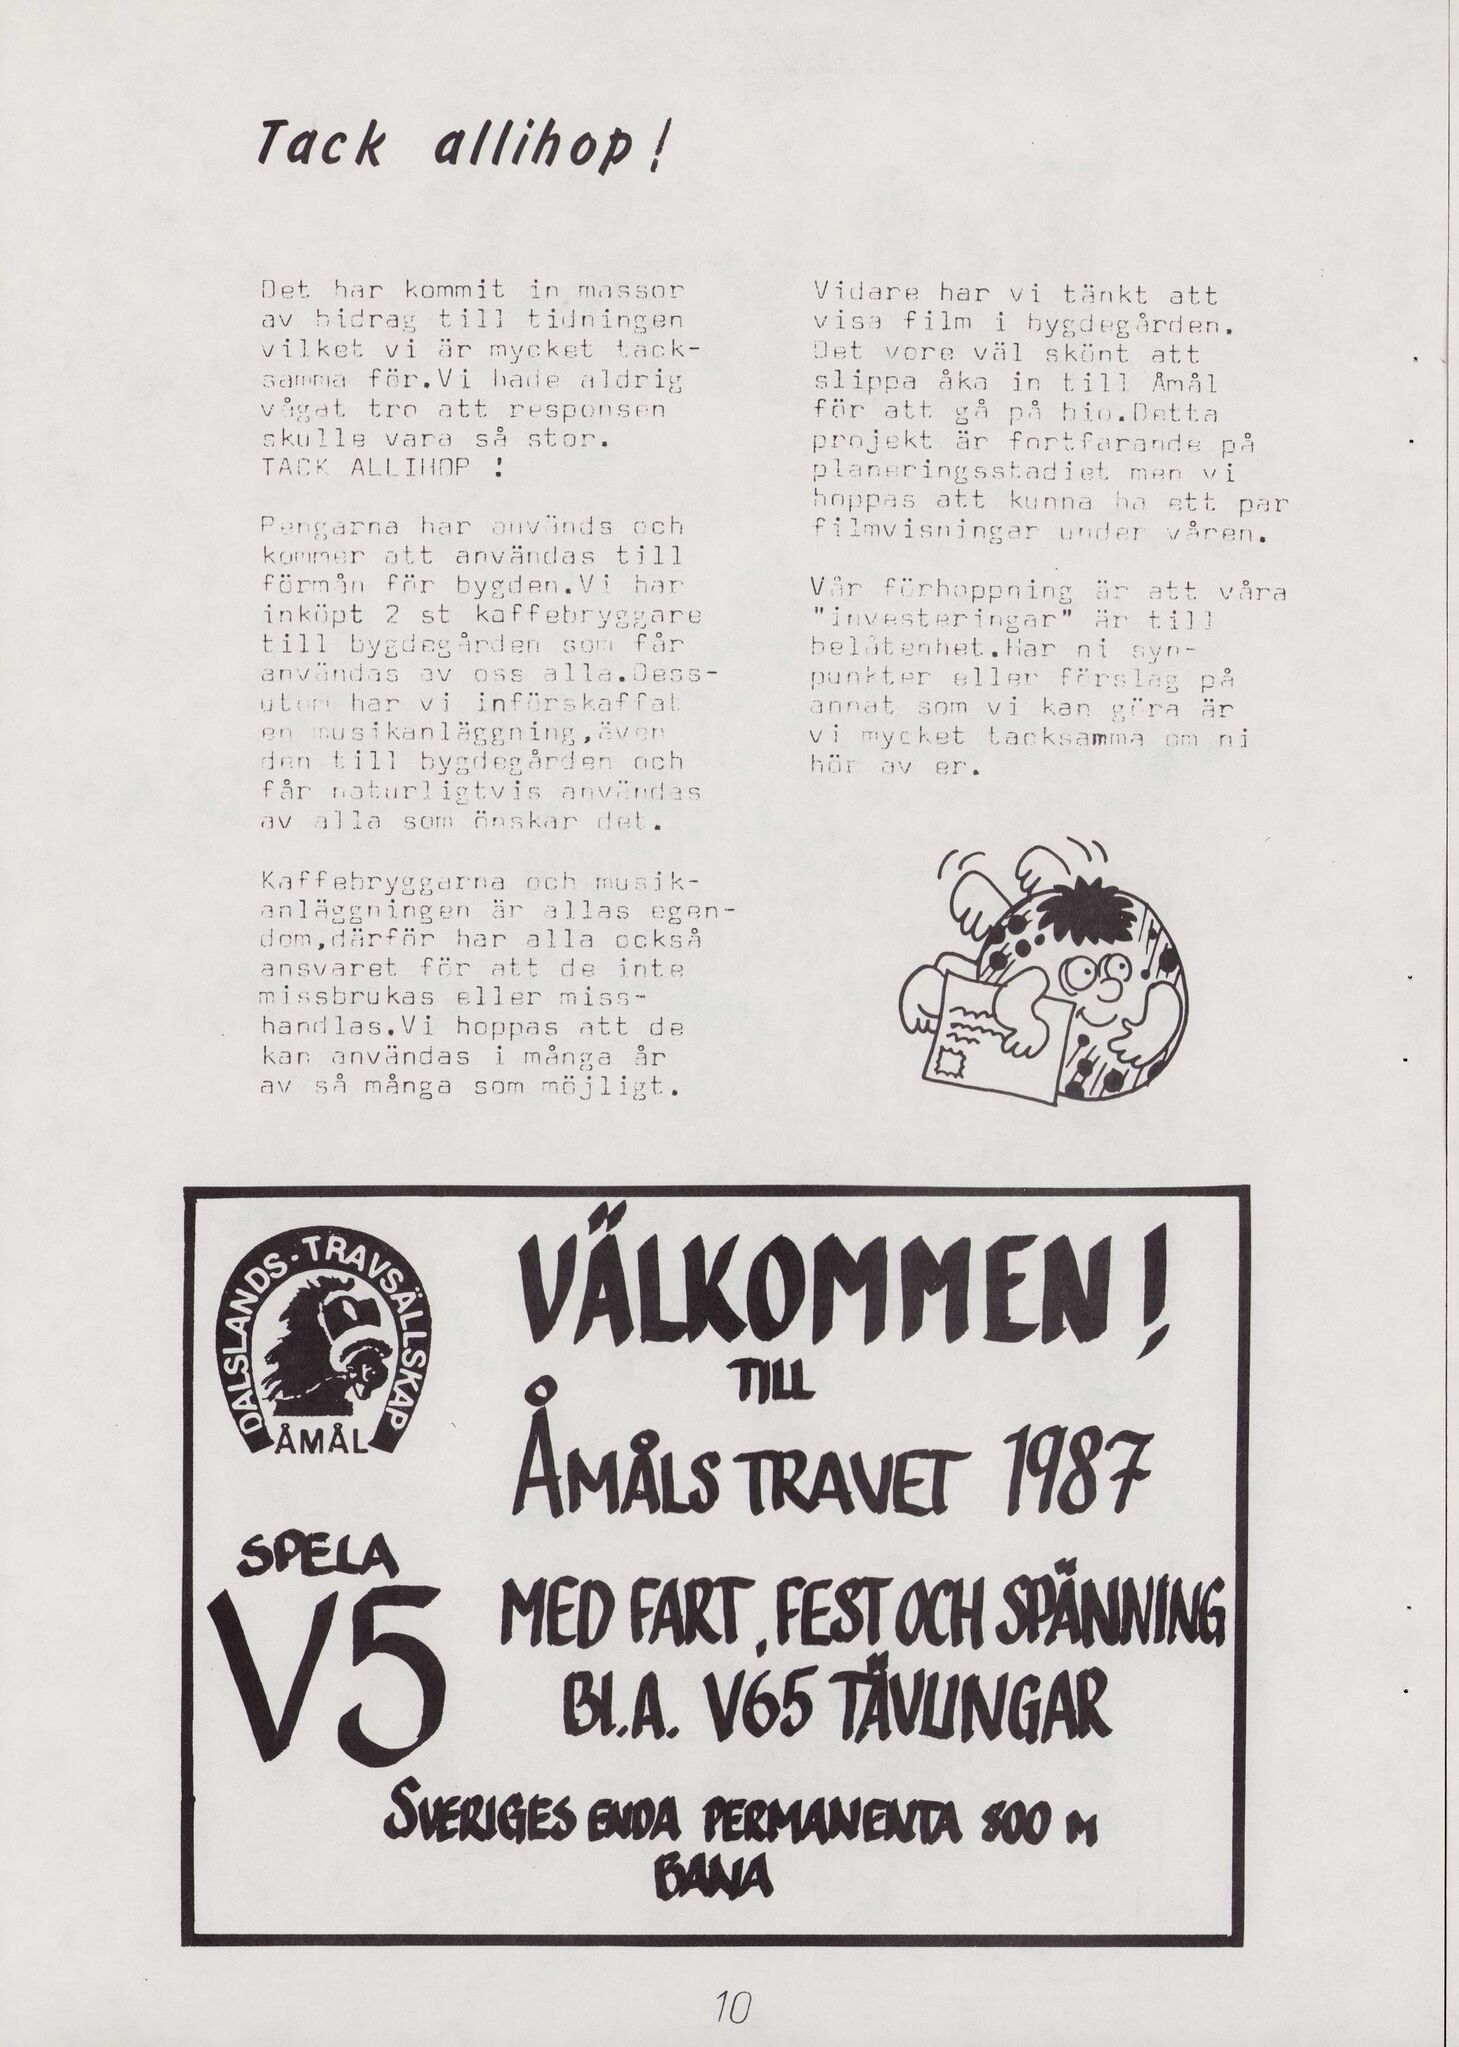 Tack allihop!
Det har kommit in massor
av bidrag till tidningen
vilket vi är mycket tack-
samma för.Vi hade aldrig
vågat tro att responsen
skulle vara så stor.
TACK ALLIHOP !
Pengarna har används och
kommer att användas till
förmån för bygden.Vi har
inköpt 2 st kaffebryggare
till bygdegården som får
användas av oss alla.Dess-
utom har vi införskaffat
en musikanläggning,även
den till bygdegården och
får naturligtvis användas
av alla som önskar det.
Kaffebryggarna och musik-
anläggningen är allas egen-
dom,därför har alla också
ansvaret för att de inte
missbrukas eller miss-
handlas.Vi hoppas att de
kan användas i många år
av så många som möjligt.
Vidare har vi tänkt att
visa film i bygdegården.
Det vore väl skönt att
slippa åka in till Åmål
för att gå på bio.Detta
projekt är fortfarande på
planeringsstadiet men vi
hoppas att kunna ha ett par
filmvisningar under våren.
Vår förhoppning är att våra
"investeringar" är till
belåtenhet.Har ni syn-
punkter eller förslag på
annat som vi kan göra är
vi mycket tacksamma om ni
hör av er.
DALSLANDS-TRAVSÄLLSKAP
ÅMÅL
VÄLKOMMEN!
TILL
ÅMÅLS TRAVET 1987
SPELA
V5
MED FART, FEST OCH SPÄNNING
BL.A. V65 TÄVLINGAR
SVERIGES ENDA PERMANENTA 800 M
BANA
10